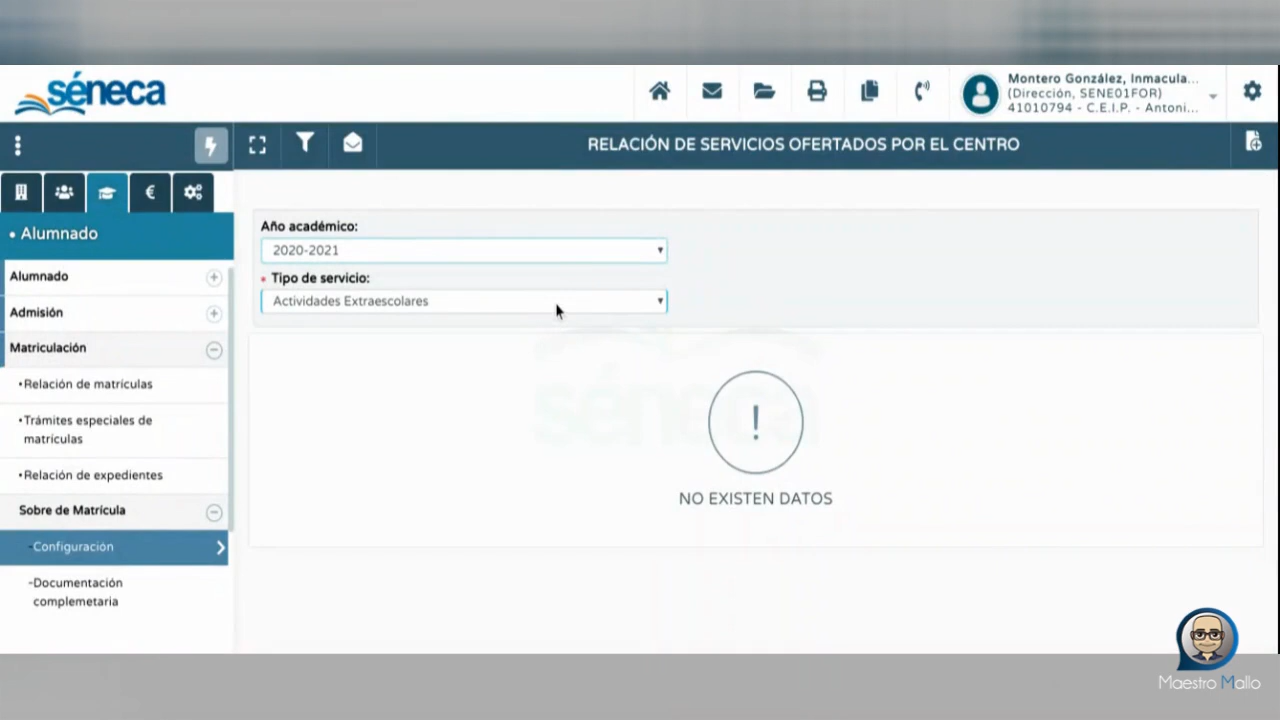 séneca
Montero González, Inmacula...
(Dirección, SENE01FOR)
41010794 - C.E.I.P. - Antoni...
RELACIÓN DE SERVICIOS OFERTADOS POR EL CENTRO
• Alumnado
Alumnado
Admisión
Matriculación
•Relación de matrículas
•Trámites especiales de
matrículas
•Relación de expedientes
Sobre de Matrícula
-Configuración
-Documentación
complemetaria
Año académico:
2020-2021
• Tipo de servicio:
Actividades Extraescolares
séneca
!
NO EXISTEN DATOS
Maestro Mallo